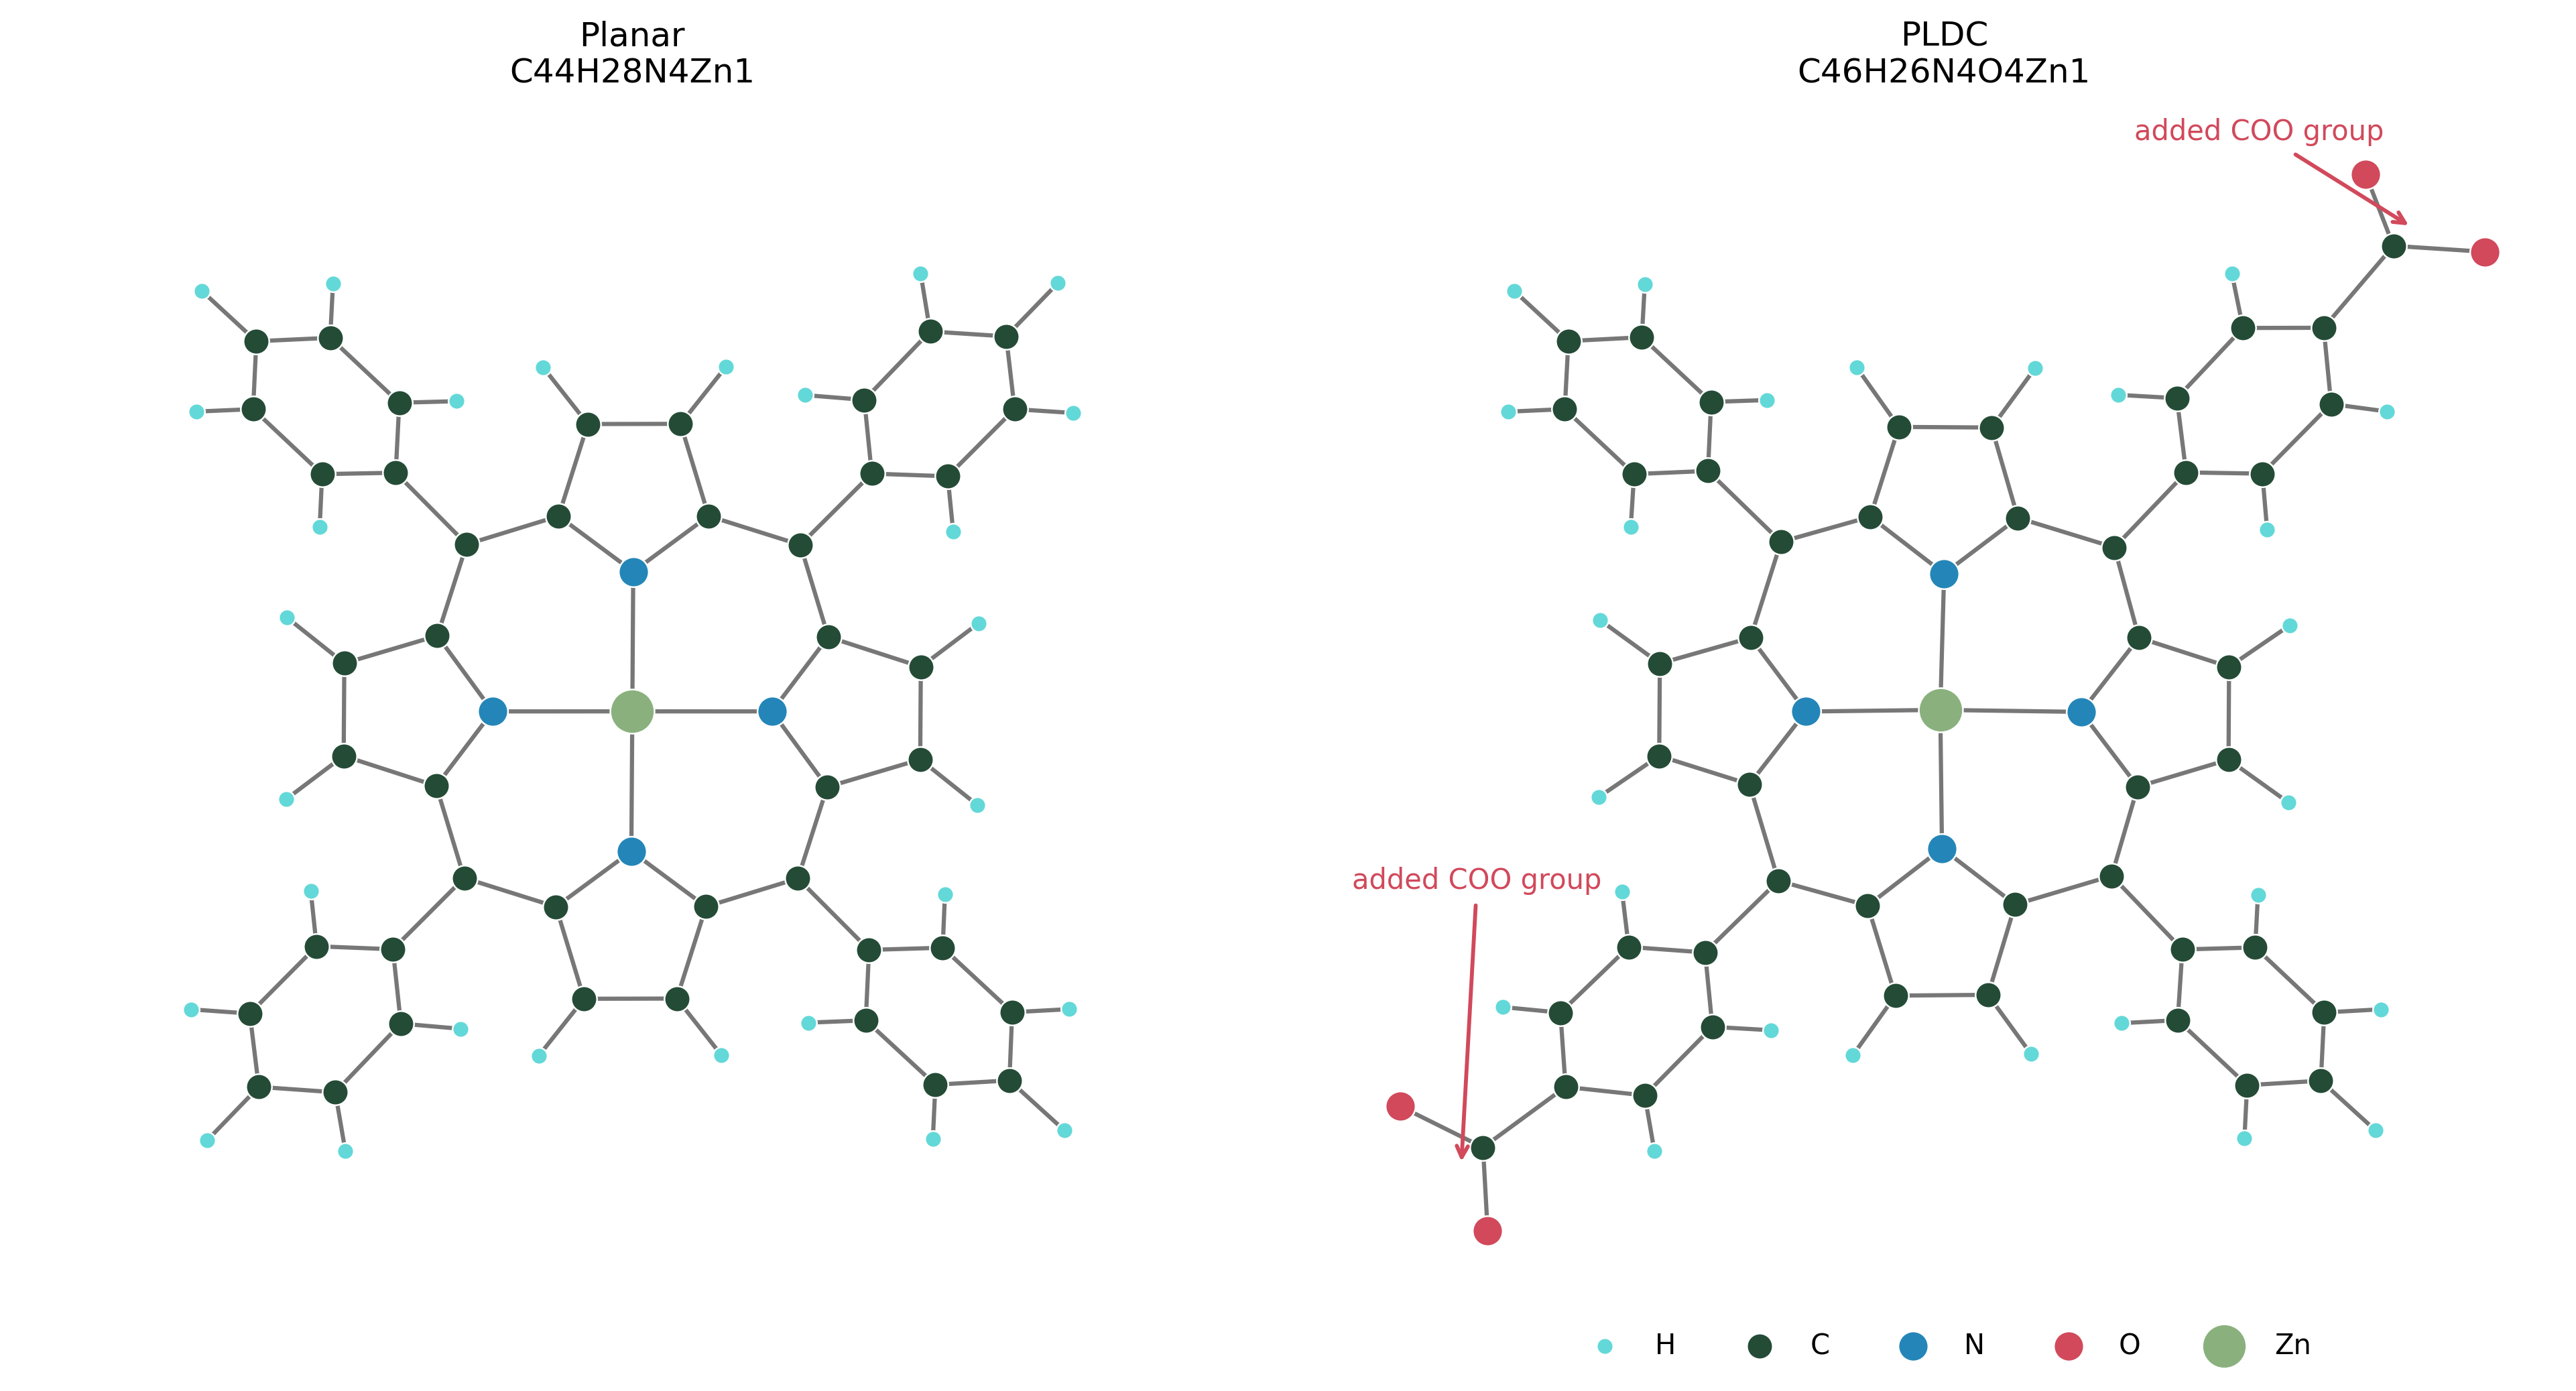 Planar
C44H28N4Zn1
PLDC
C46H26N4O4Zn1
added COO group
added COO group
H C N O Zn